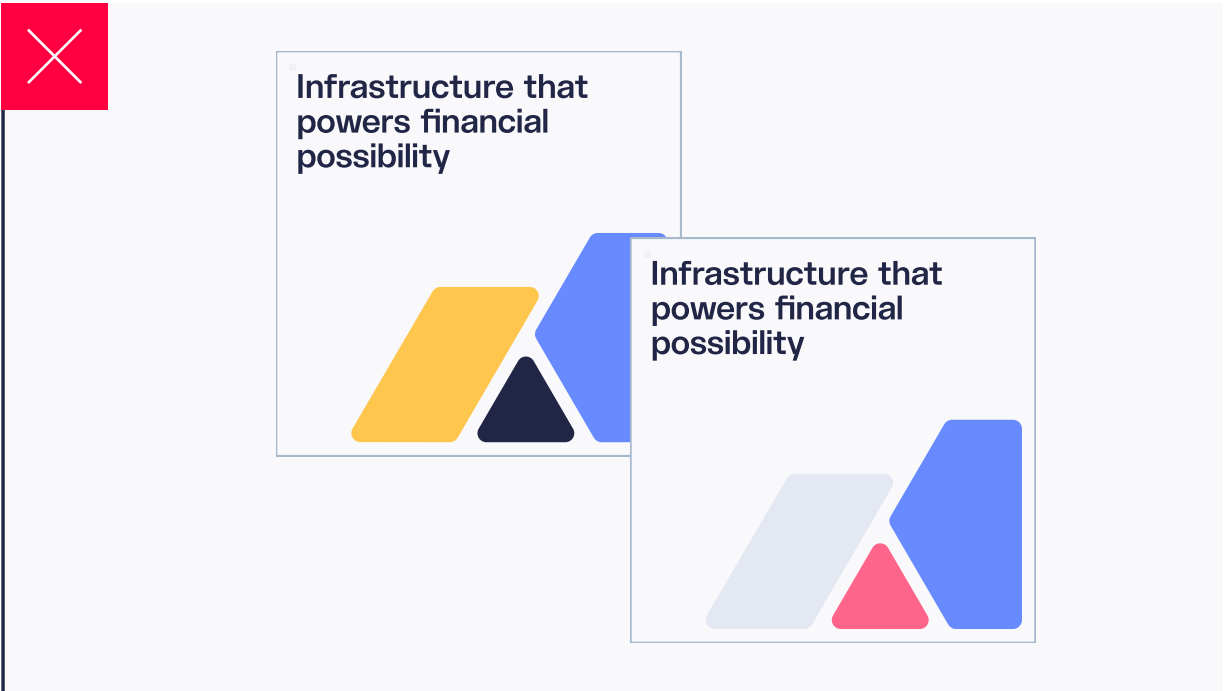 Infrastructure that
powers financial
possibility
Infrastructure that
powers financial
possibility